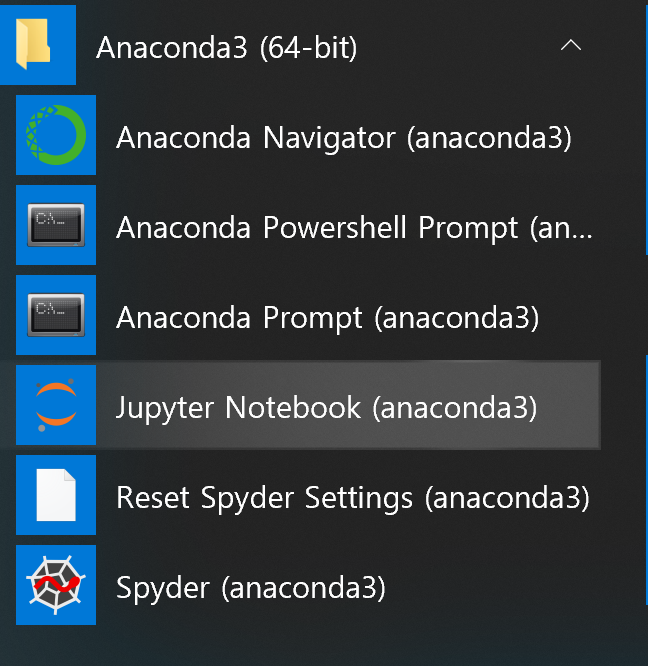 Anaconda3 (64-bit)
Anaconda Navigator (anaconda3)
Anaconda Powershell Prompt (an...
Anaconda Prompt (anaconda3)
Jupyter Notebook (anaconda3)
Reset Spyder Settings (anaconda3)
Spyder (anaconda3)